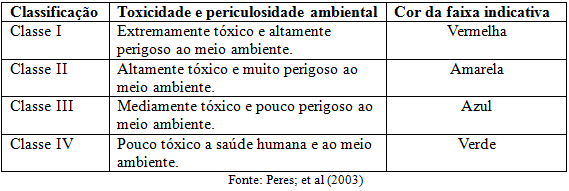 Classificação Toxicidade e periculosidade ambiental Cor da faixa indicativa
Classe I Extremamente tóxico e altamente Vermelha
perigoso ao meio ambiente.
Classe II Altamente tóxico e muito perigoso ao Amarela
meio ambiente.
Classe III Mediamente tóxico e pouco perigoso ao Azul
meio ambiente.
Classe IV Pouco tóxico a saúde humana e ao meio Verde
ambiente.
Fonte: Peres; et al (2003)